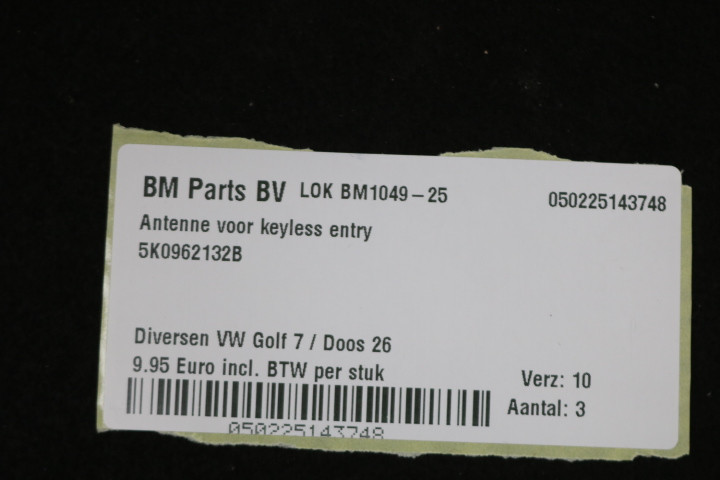 BM Parts BV LOK BM1049-25 050225143748
Antenne voor keyless entry
5K0962132B
Diversen VW Golf 7 / Doos 26
9.95 Euro incl. BTW per stuk Verz: 10
Aantal: 3
050225143748